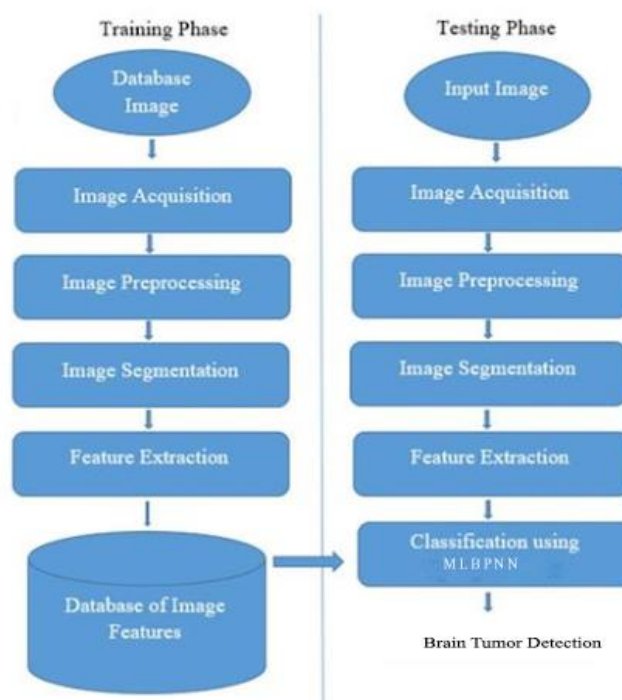 Training Phase
Database
Image
Image Acquisition
Image Preprocessing
Image Segmentation
Feature Extraction
Database of Image
Features
Testing Phase
Input Image
Image Acquisition
Image Preprocessing
Image Segmentation
Feature Extraction
Classification using
MLBPNN
Brain Tumor Detection